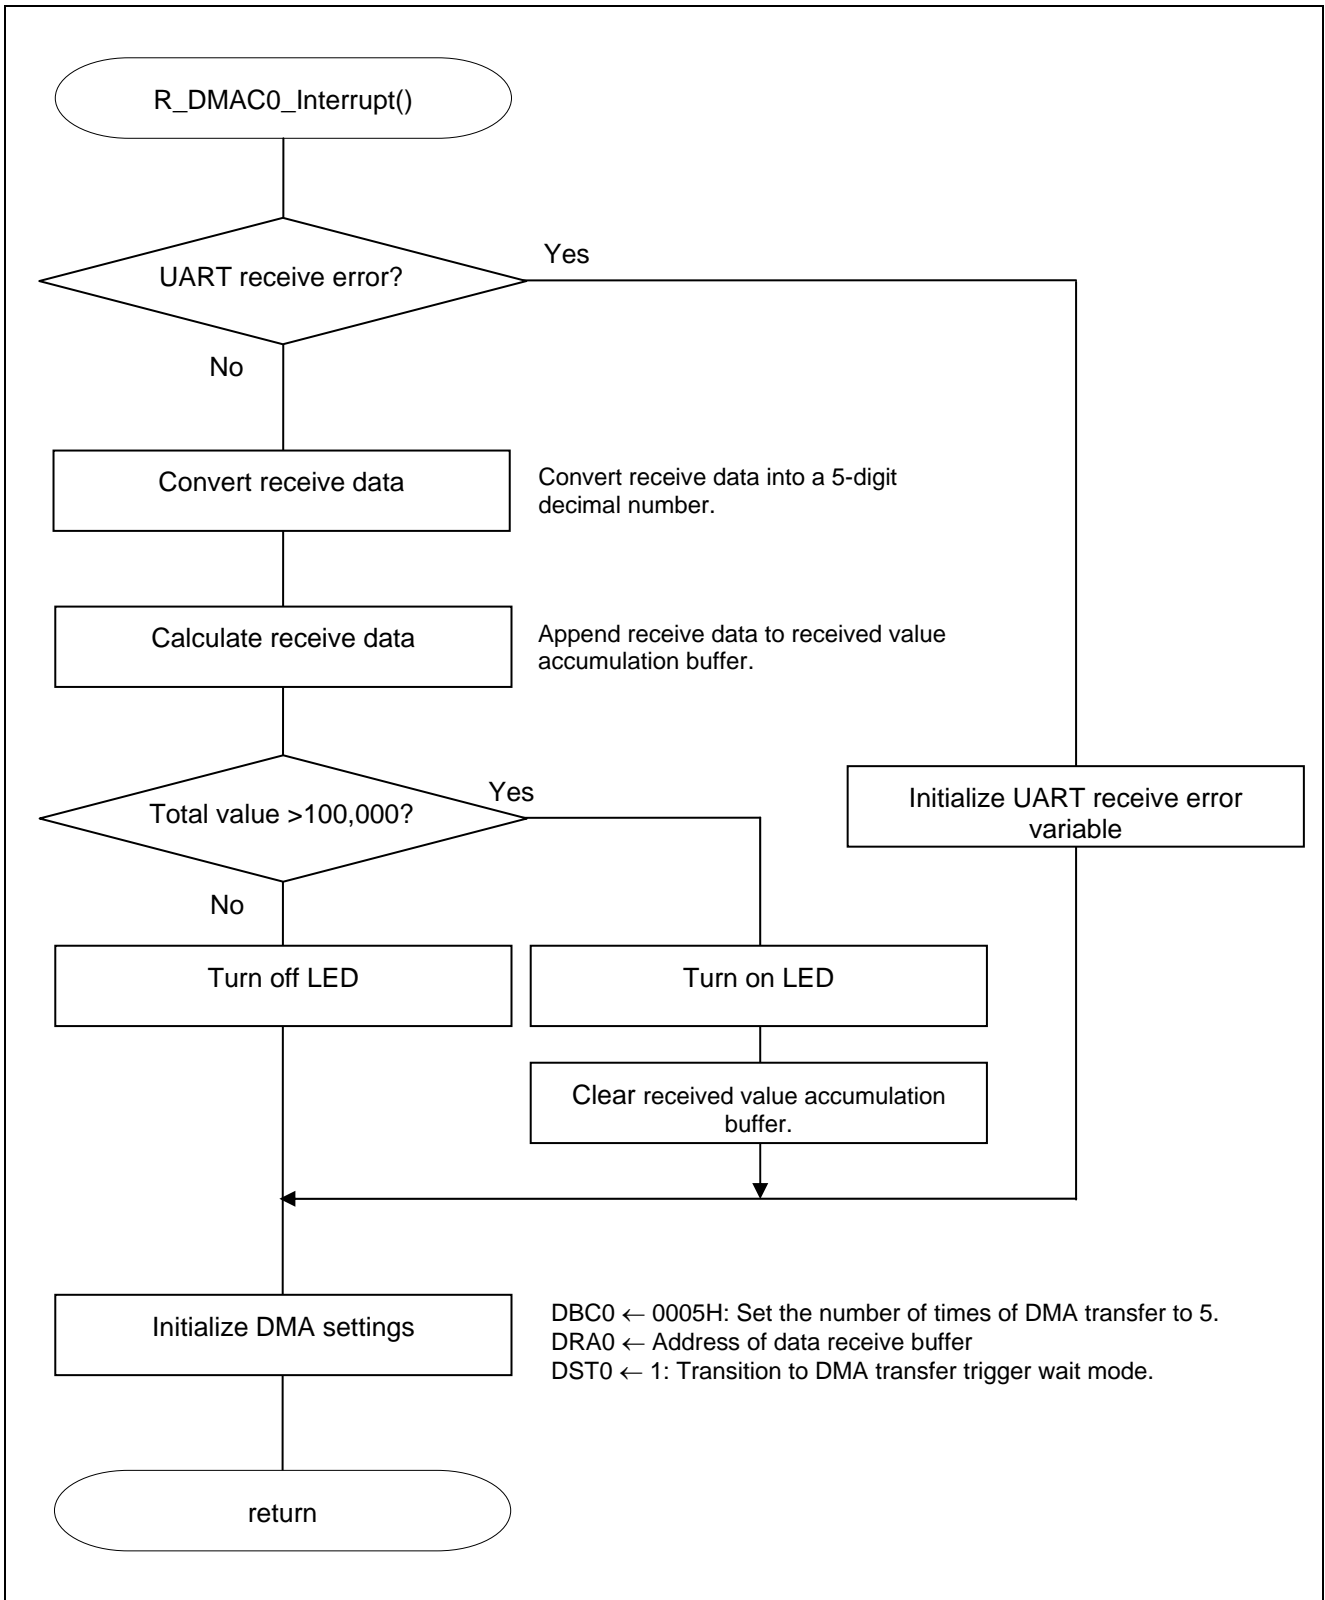 R_DMAC0_Interrupt()
UART receive error?
Yes
No
Convert receive data
Convert receive data into a 5-digit
decimal number.
Calculate receive data
Append receive data to received value
accumulation buffer.
Total value >100,000?
Yes
No
Initialize UART receive error
variable
Turn off LED
Turn on LED
Clear received value accumulation
buffer.
Initialize DMA settings
DBC0 ← 0005H: Set the number of times of DMA transfer to 5.
DRA0 ← Address of data receive buffer
DST0 ← 1: Transition to DMA transfer trigger wait mode.
return